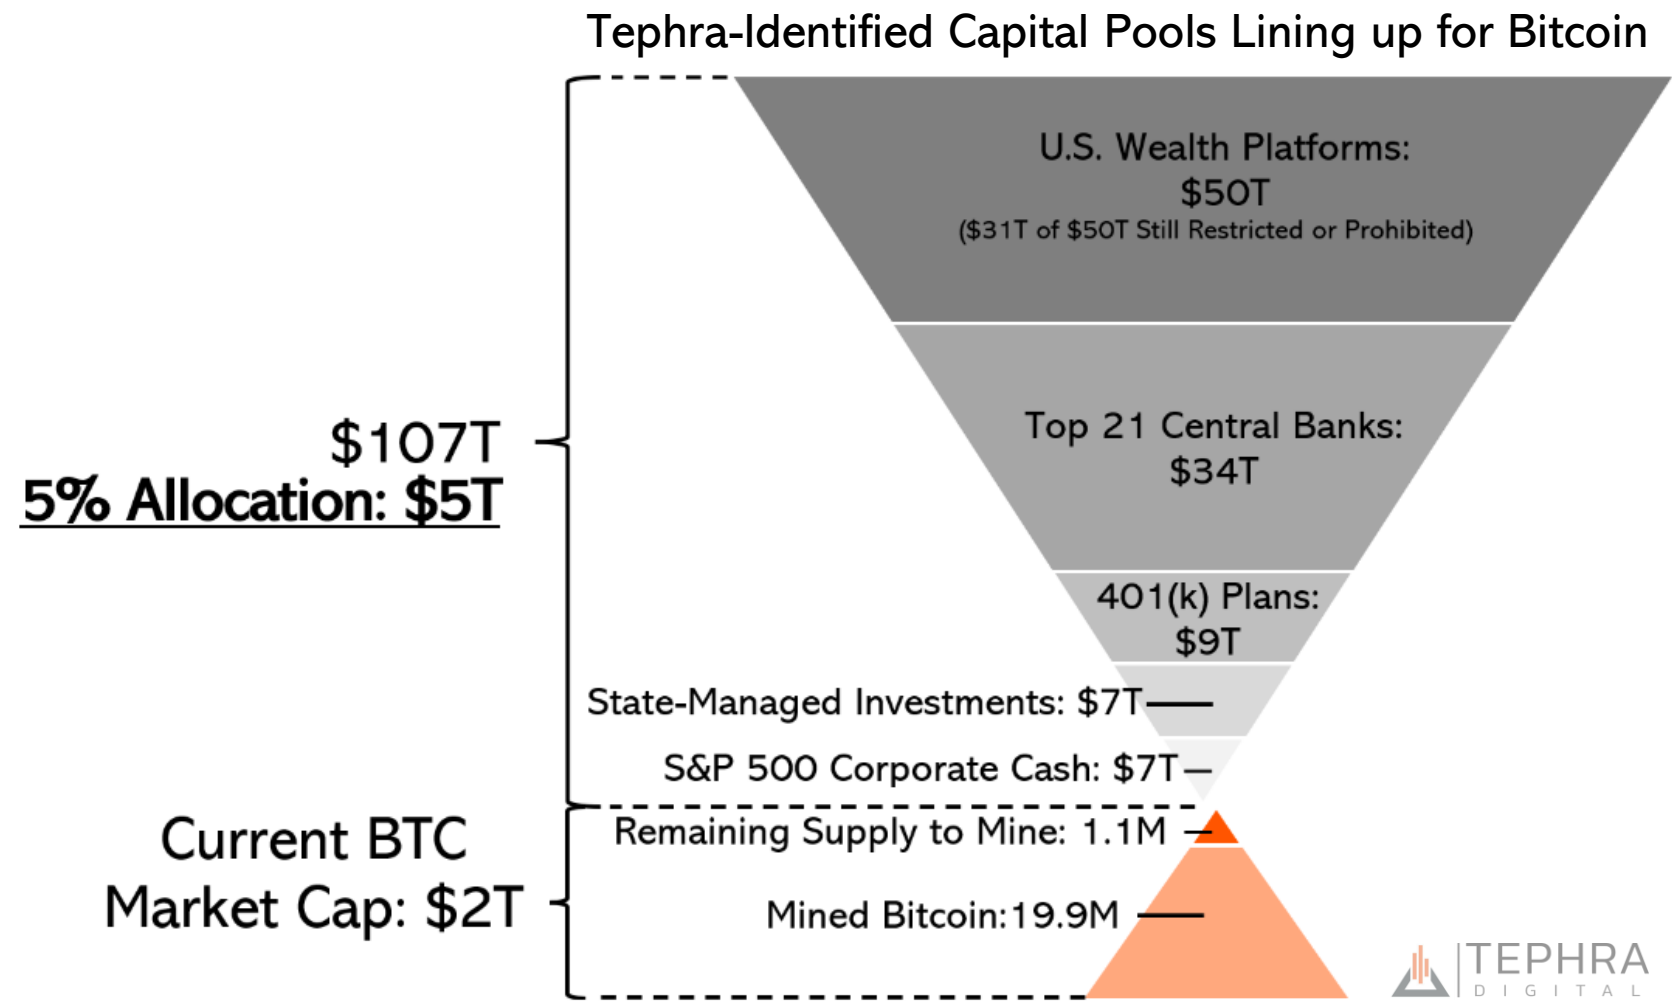 Tephra-Identified Capital Pools Lining up for Bitcoin
U.S. Wealth Platforms:
$50T
($31T of $50T Still Restricted or Prohibited)
Top 21 Central Banks:
$34T
$107T
5% Allocation: $5T
401(k) Plans:
$9T
State-Managed Investments: $7T
S&P 500 Corporate Cash: $7T
Remaining Supply to Mine: 1.1M
Current BTC
Market Cap: $2T
Mined Bitcoin:19.9M
TEPHRA
DIGITAL